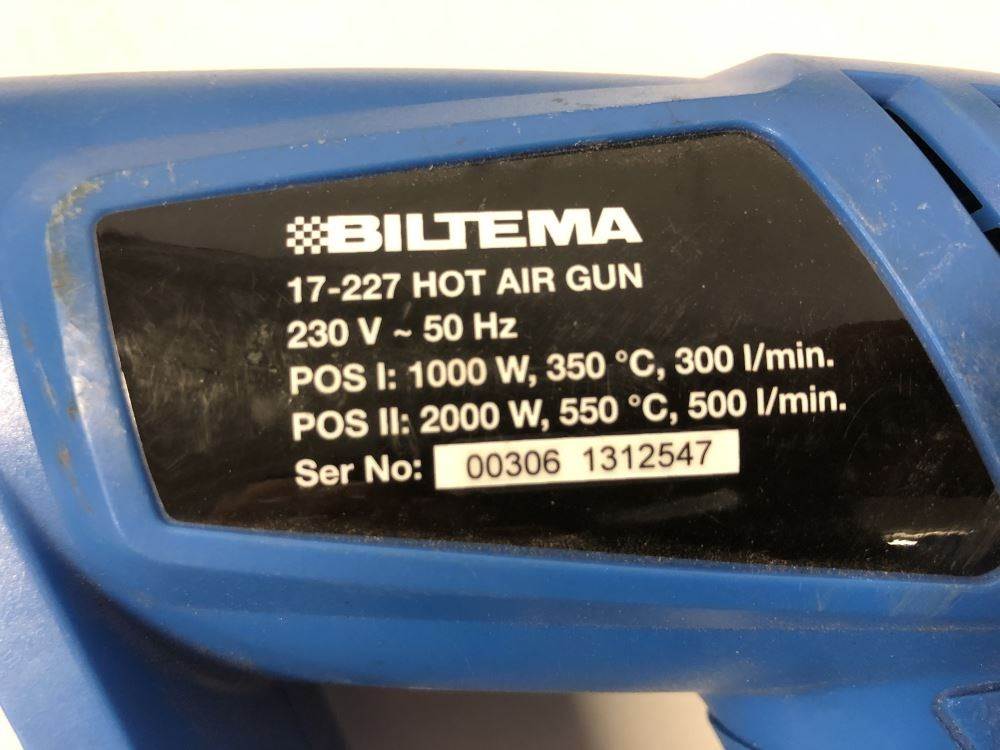 BILTEMA
17-227 HOT AIR GUN
230 V ~ 50 Hz
POS I: 1000 W, 350 °C, 300 l/min.
POS II: 2000 W, 550 °C, 500 l/min.
Ser No: 00306 1312547